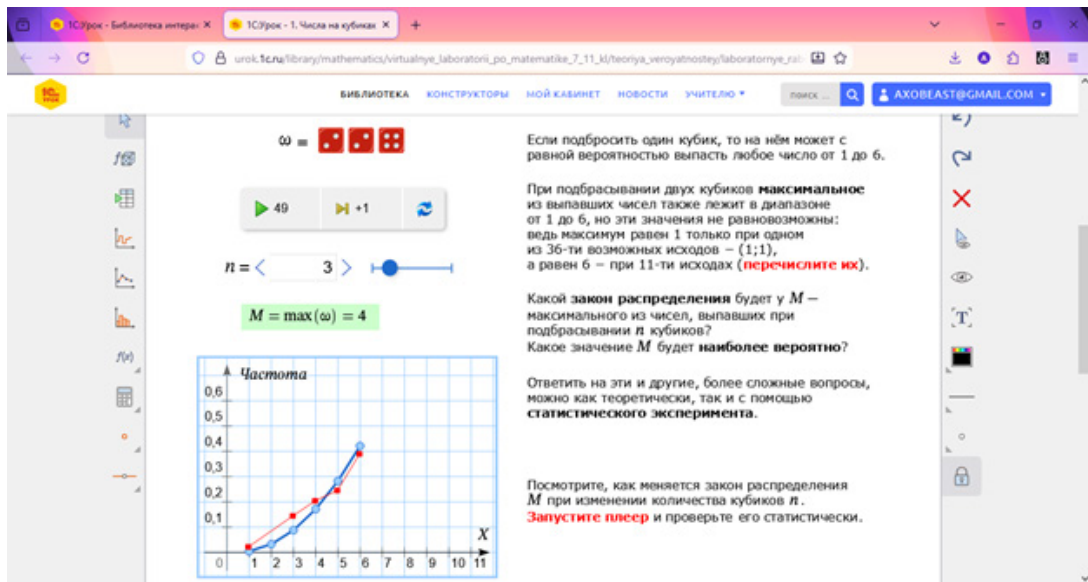 1С:Урок - Библиотека интерак
1С:Урок - 1. Числа на кубиках
urok.1c.ru/library/mathematics/virtualnye_laboratorii_po_matematike_7_11_kl/teoriya_veroyatnostey/laboratornye_rab
БИБЛИОТЕКА КОНСТРУКТОРЫ МОЙ КАБИНЕТ НОВОСТИ УЧИТЕЛЮ
поиск ...
AXOBEAST@GMAIL.COM
ω =
49 +1
n = < 3 >
M = max(ω) = 4
Частота
0,6
0,5
0,4
0,3
0,2
0,1
X
0 1 2 3 4 5 6 7 8 9 10 11
Если подбросить один кубик, то на нём может с
равной вероятностью выпасть любое число от 1 до 6.
При подбрасывании двух кубиков максимальное
из выпавших чисел также лежит в диапазоне
от 1 до 6, но эти значения не равновозможны:
ведь максимум равен 1 только при одном
из 36-ти возможных исходов – (1;1),
а равен 6 – при 11-ти исходах (перечислите их).
Какой закон распределения будет у M –
максимального из чисел, выпавших при
подбрасывании n кубиков?
Какое значение M будет наиболее вероятно?
Ответить на эти и другие, более сложные вопросы,
можно как теоретически, так и с помощью
статистического эксперимента.
Посмотрите, как меняется закон распределения
M при изменении количества кубиков n.
Запустите плеер и проверьте его статистически.
f(x)
T